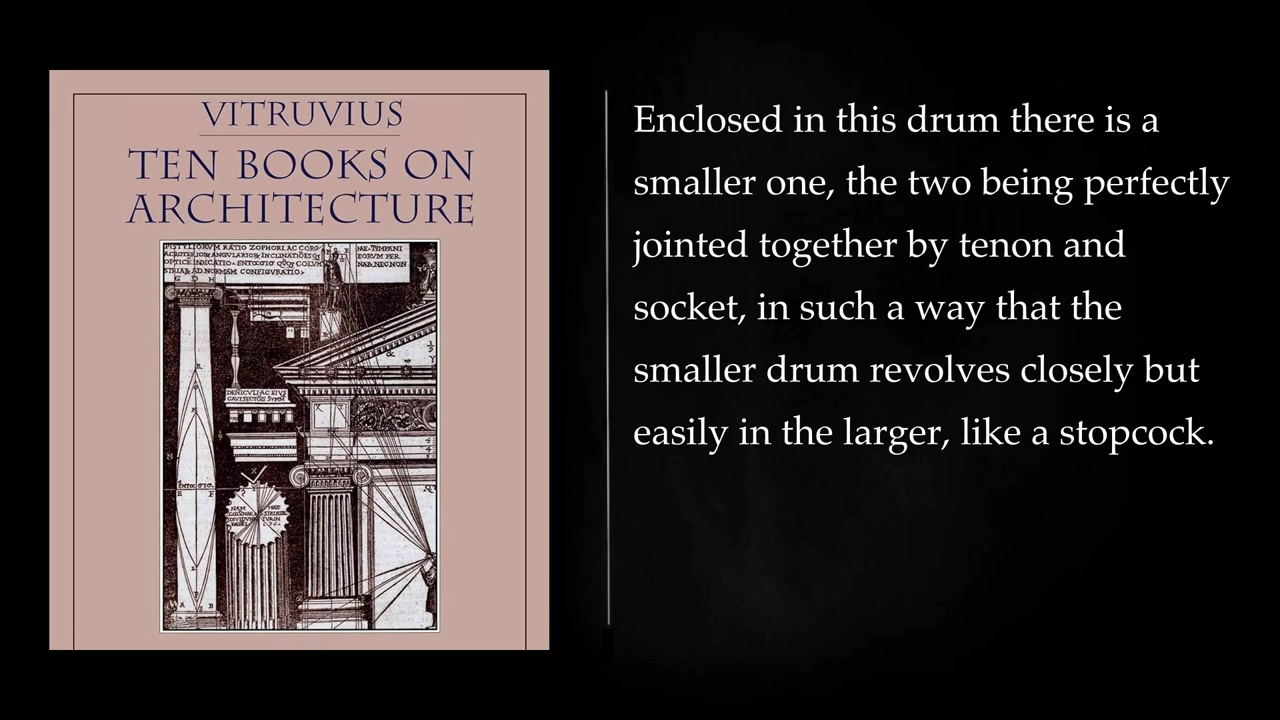 VITRUVIUS
TEN BOOKS ON
ARCHITECTURE
Enclosed in this drum there is a
smaller one, the two being perfectly
jointed together by tenon and
socket, in such a way that the
smaller drum revolves closely but
easily in the larger, like a stopcock.